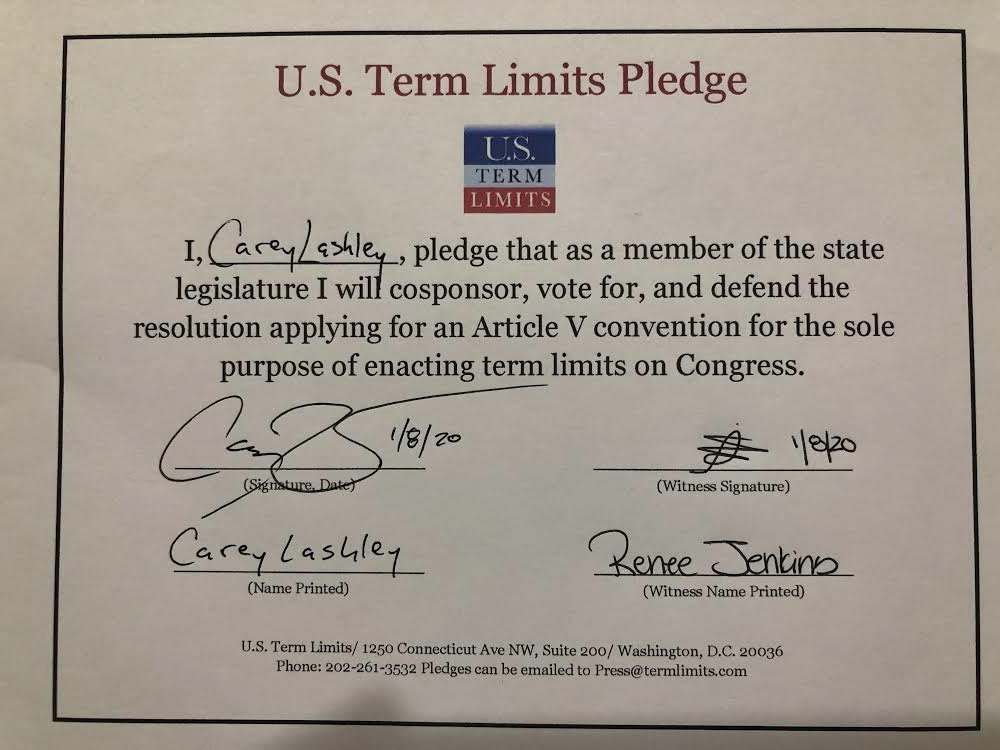 U.S. Term Limits Pledge
U.S.
TERM
LIMITS
I, Carey Lashley, pledge that as a member of the state
legislature I will cosponsor, vote for, and defend the
resolution applying for an Article V convention for the sole
purpose of enacting term limits on Congress.
1/8/20 1/8/20
(Signature, Date) (Witness Signature)
Carey Lashley Renee Jenkins
(Name Printed) (Witness Name Printed)
U.S. Term Limits/ 1250 Connecticut Ave NW, Suite 200/ Washington, D.C. 20036
Phone: 202-261-3532 Pledges can be emailed to Press@termlimits.com